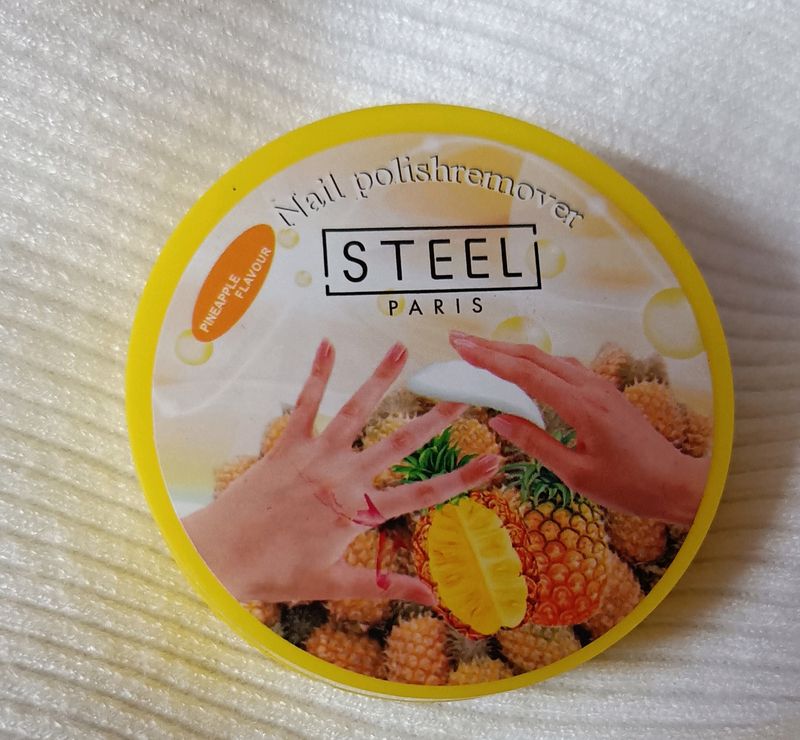 Nail polishremover
STEEL
PARIS
PINEAPPLE
FLAVOUR